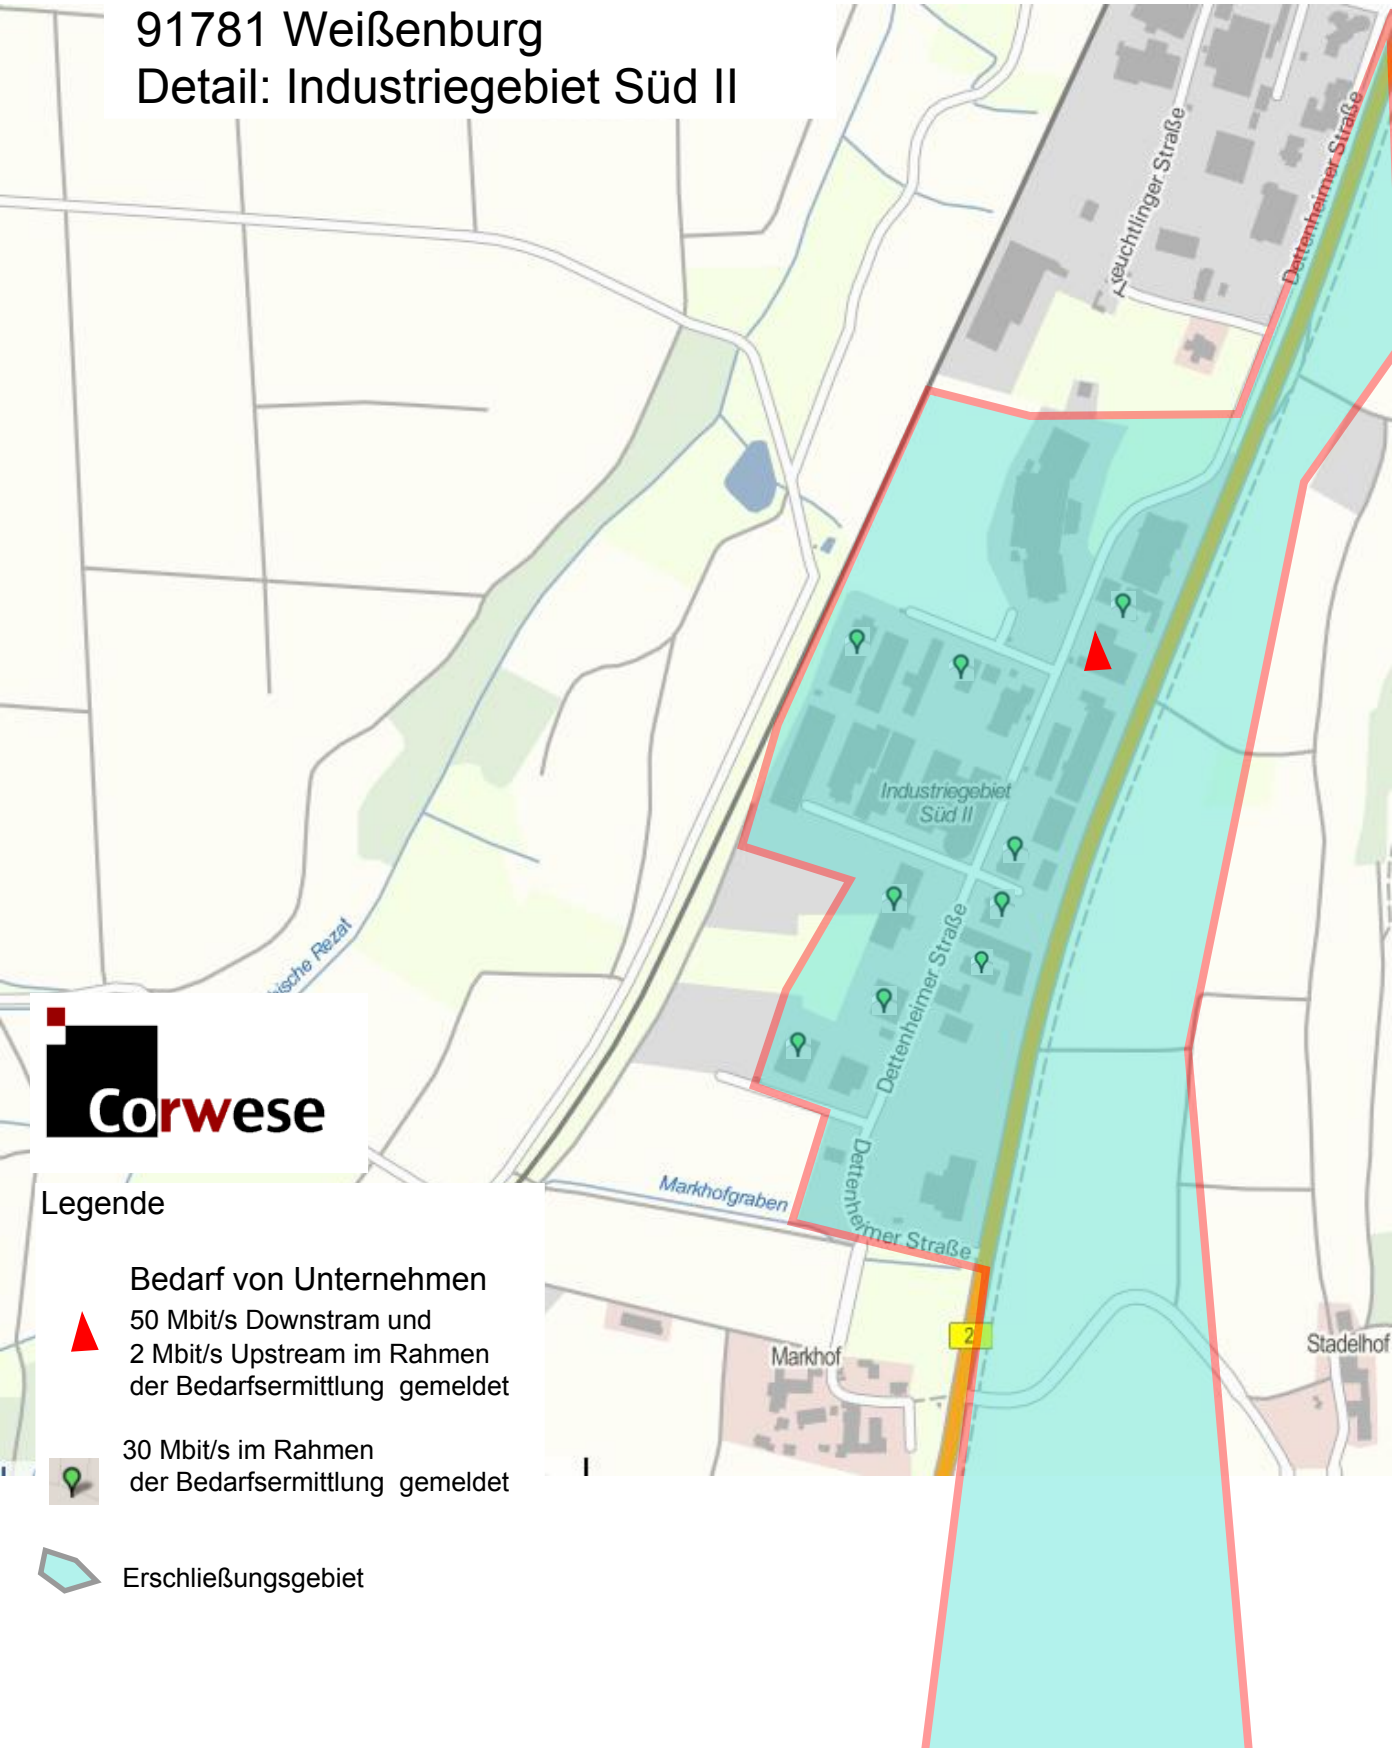 91781 Weißenburg
Detail: Industriegebiet Süd II
Treuchtlinger Straße
Dettenheimer Straße
Industriegebiet
Süd II
Dettenheimer Straße
Rezat
Corwese
Markhofgraben
Dettenheimer Straße
Legende
Bedarf von Unternehmen
50 Mbit/s Downstram und
2 Mbit/s Upstream im Rahmen
der Bedarfsermittlung gemeldet
2
Markhof
Stadelhof
30 Mbit/s im Rahmen
der Bedarfsermittlung gemeldet
Erschließungsgebiet